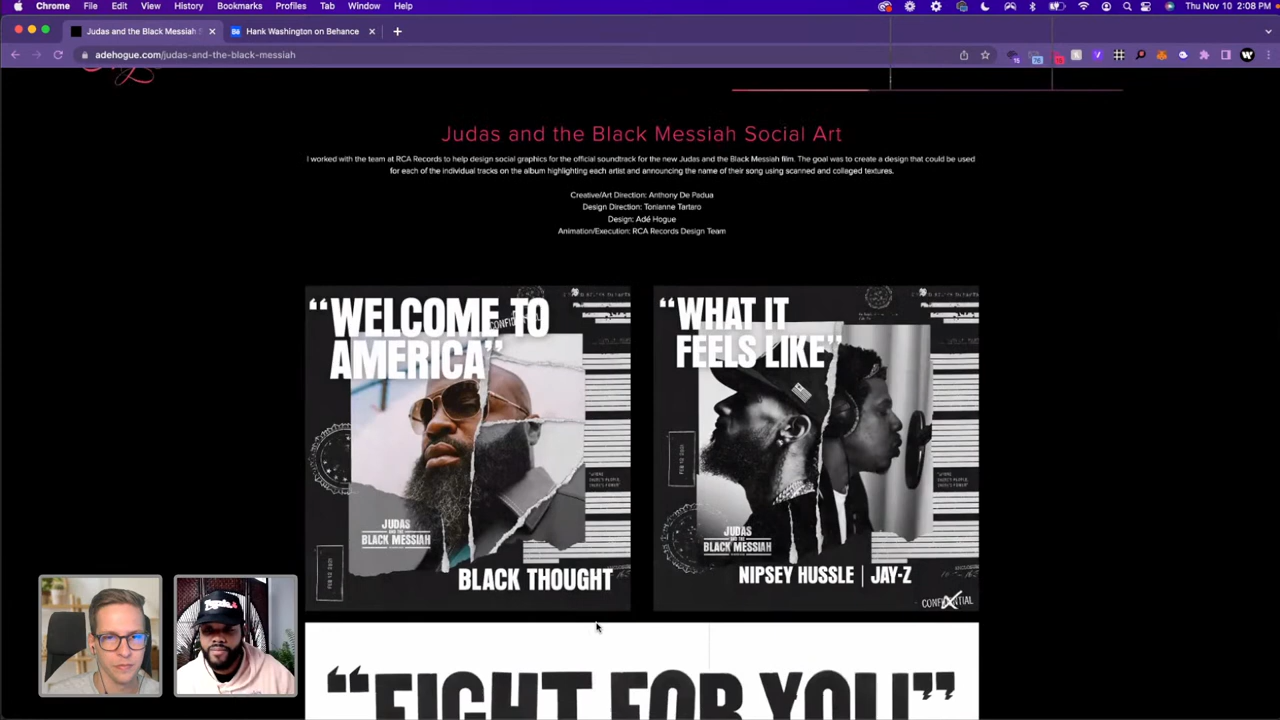 Chrome File Edit View History Bookmarks Profiles Tab Window Help
Thu Nov 10 2:08 PM
Judas and the Black Messiah S
Hank Washington on Behance
adehogue.com/judas-and-the-black-messiah
Judas and the Black Messiah Social Art
I worked with the team at RCA Records to help design social graphics for the official soundtrack for the new Judas and the Black Messiah film. The goal was to create a design that could be used
for each of the individual tracks on the album highlighting each artist and announcing the name of their song using scanned and collaged textures.
Creative/Art Direction: Anthony De Padua
Design Direction: Tonianne Tartaro
Design: Adé Hogue
Animation/Execution: RCA Records Design Team
“WELCOME TO
AMERICA”
JUDAS
AND THE
BLACK MESSIAH
FEB 12 2021
BLACK THOUGHT
“WHAT IT
FEELS LIKE”
FEB 12 2021
JUDAS
AND THE
BLACK MESSIAH
NIPSEY HUSSLE | JAY-Z
CONFIDENTIAL
“FIGHT FOR YOU”